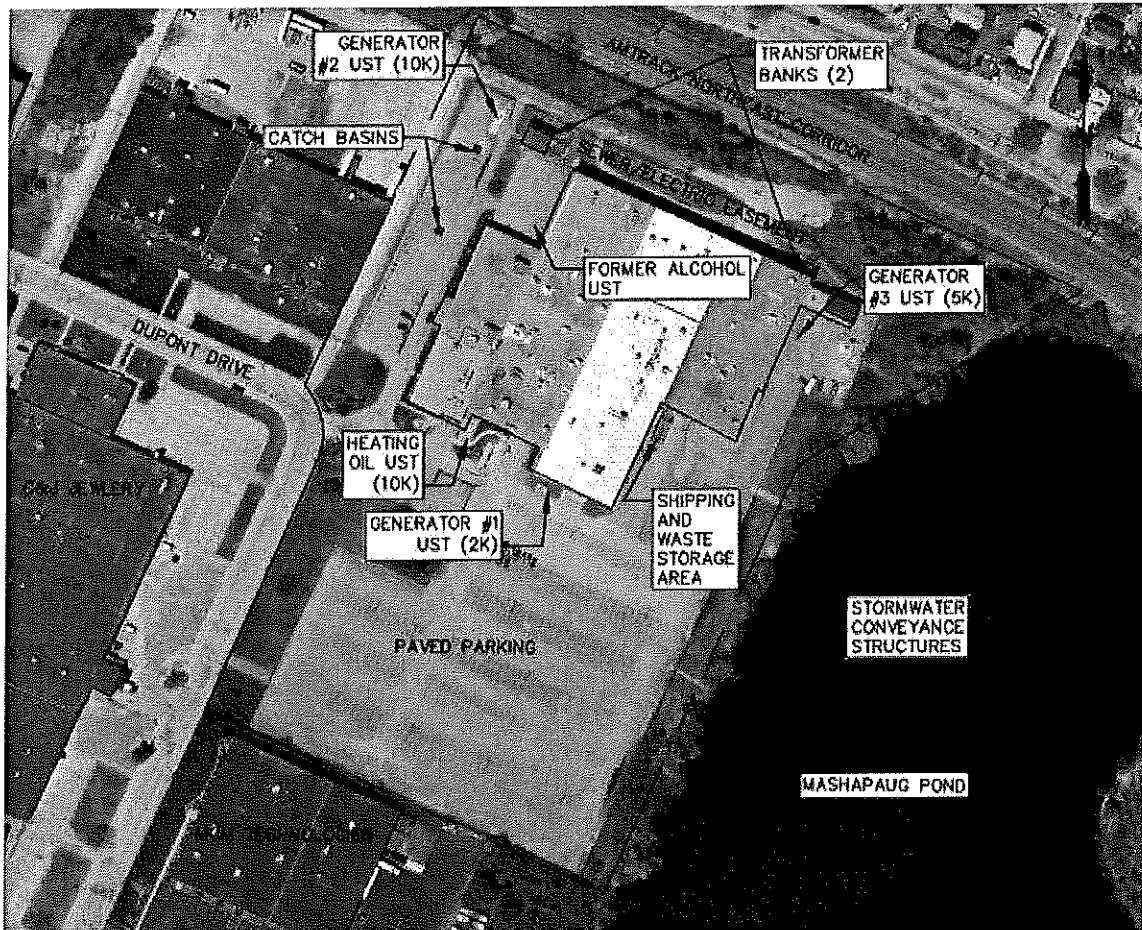 GENERATOR
#2 UST (10K)
TRANSFORMER
BANKS (2)
AMTRACK NORTHEAST CORRIDOR
CATCH BASINS
SEWER/ELECTRIC EASEMENT
FORMER ALCOHOL
UST
GENERATOR
#3 UST (5K)
DUPONT DRIVE
HEATING
OIL UST
(10K)
C&J JEWLERY
GENERATOR #1
UST (2K)
SHIPPING
AND
WASTE
STORAGE
AREA
STORMWATER
CONVEYANCE
STRUCTURES
PAVED PARKING
MASHAPAUG POND